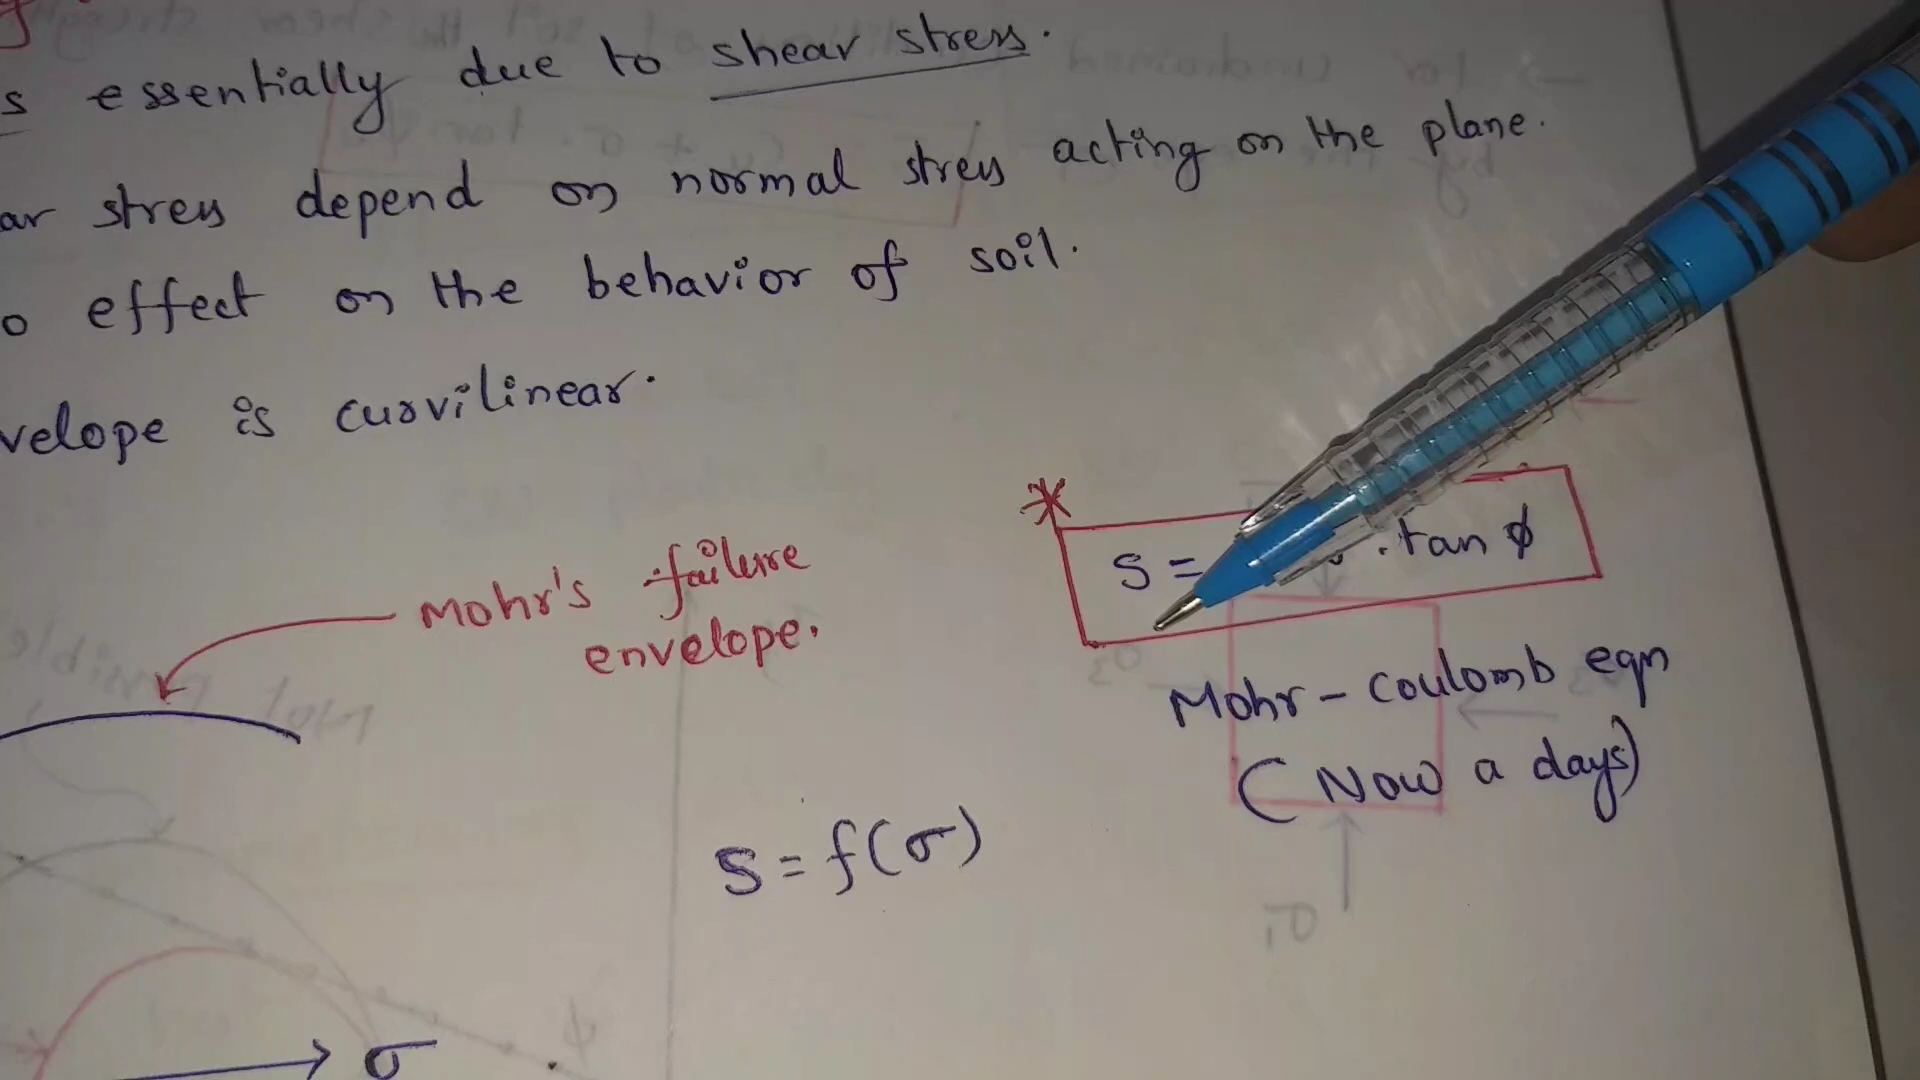 s essentially due to shear stress.
ar stress depend on normal stress acting on the plane.
o effect on the behavior of soil.
velope is curvilinear.
Mohr's failure
envelope.
S = . tan φ
Mohr - Coulomb eqn
( Now a days)
S = f(σ)
σ